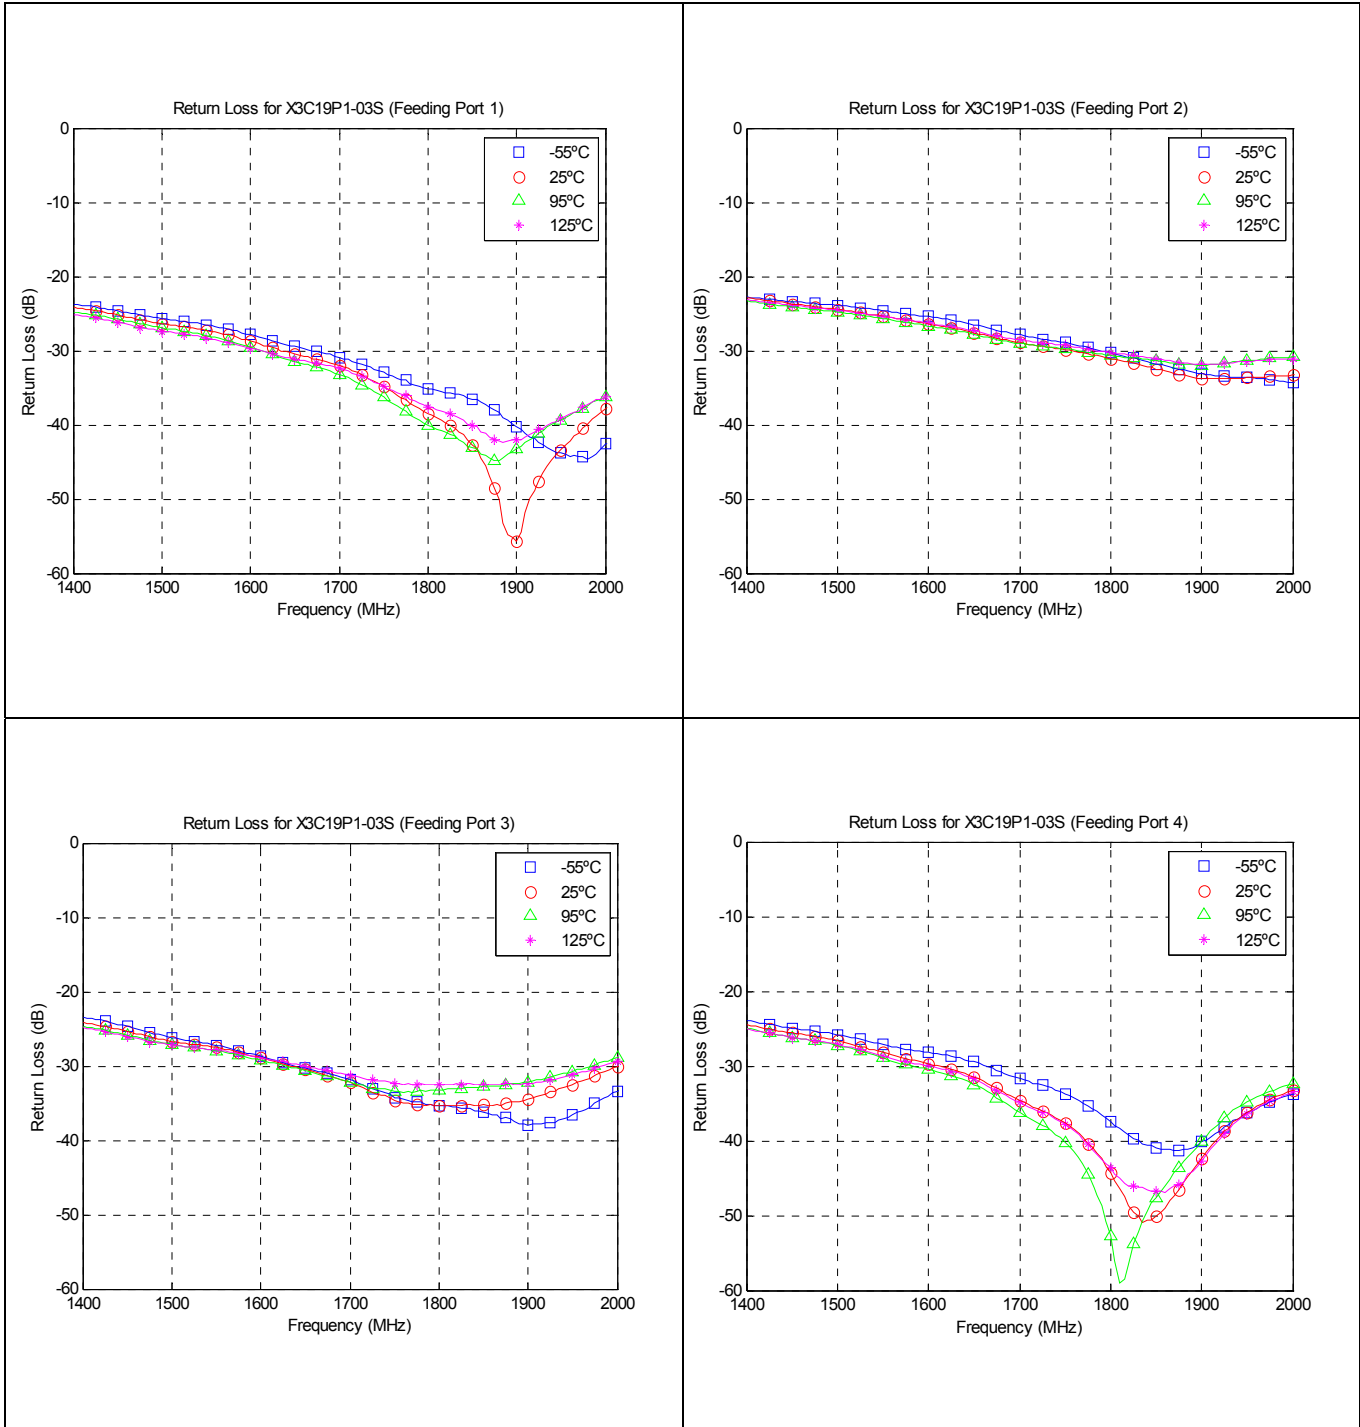 Return Loss for X3C19P1-03S (Feeding Port 1)
0
-10
-20
-30
-40
-50
-60
Return Loss (dB)
-55ºC
25ºC
95ºC
125ºC
1400 1500 1600 1700 1800 1900 2000
Frequency (MHz)
Return Loss for X3C19P1-03S (Feeding Port 2)
0
-10
-20
-30
-40
-50
-60
Return Loss (dB)
-55ºC
25ºC
95ºC
125ºC
1400 1500 1600 1700 1800 1900 2000
Frequency (MHz)
Return Loss for X3C19P1-03S (Feeding Port 3)
0
-10
-20
-30
-40
-50
-60
Return Loss (dB)
-55ºC
25ºC
95ºC
125ºC
1400 1500 1600 1700 1800 1900 2000
Frequency (MHz)
Return Loss for X3C19P1-03S (Feeding Port 4)
0
-10
-20
-30
-40
-50
-60
Return Loss (dB)
-55ºC
25ºC
95ºC
125ºC
1400 1500 1600 1700 1800 1900 2000
Frequency (MHz)